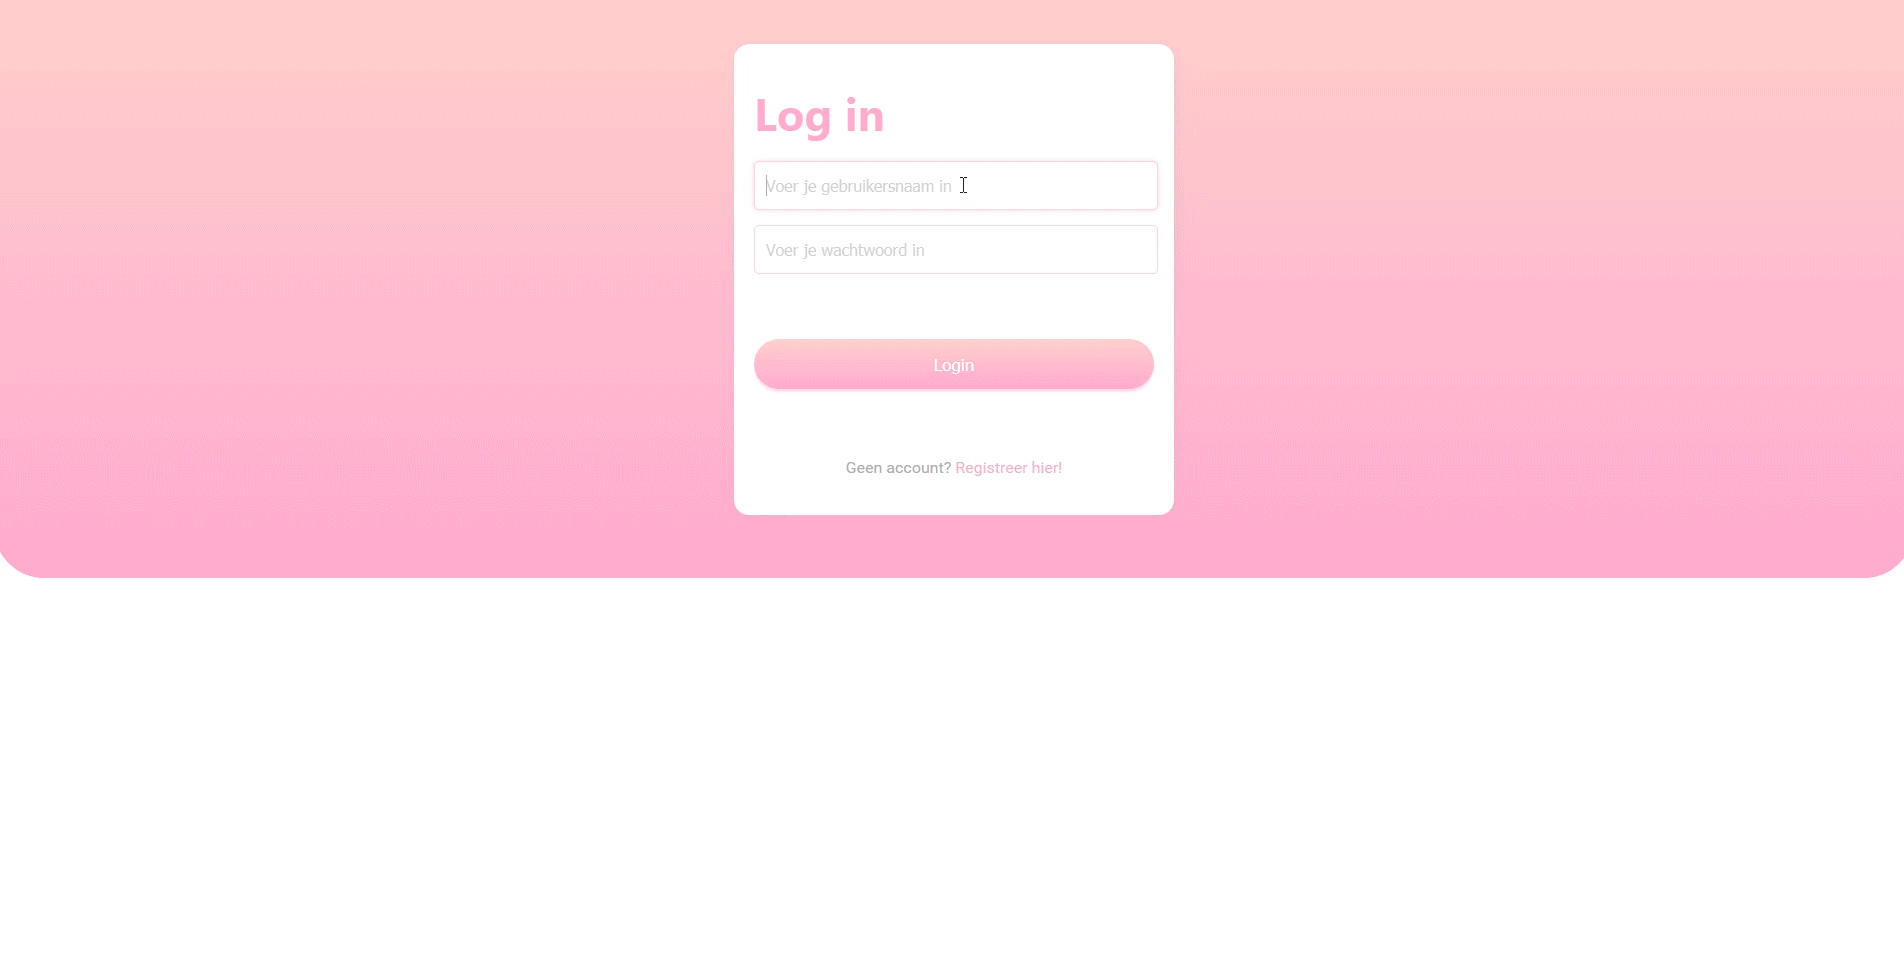 Log in
Voer je gebruikersnaam in
Voer je wachtwoord in
Login
Geen account? Registreer hier!